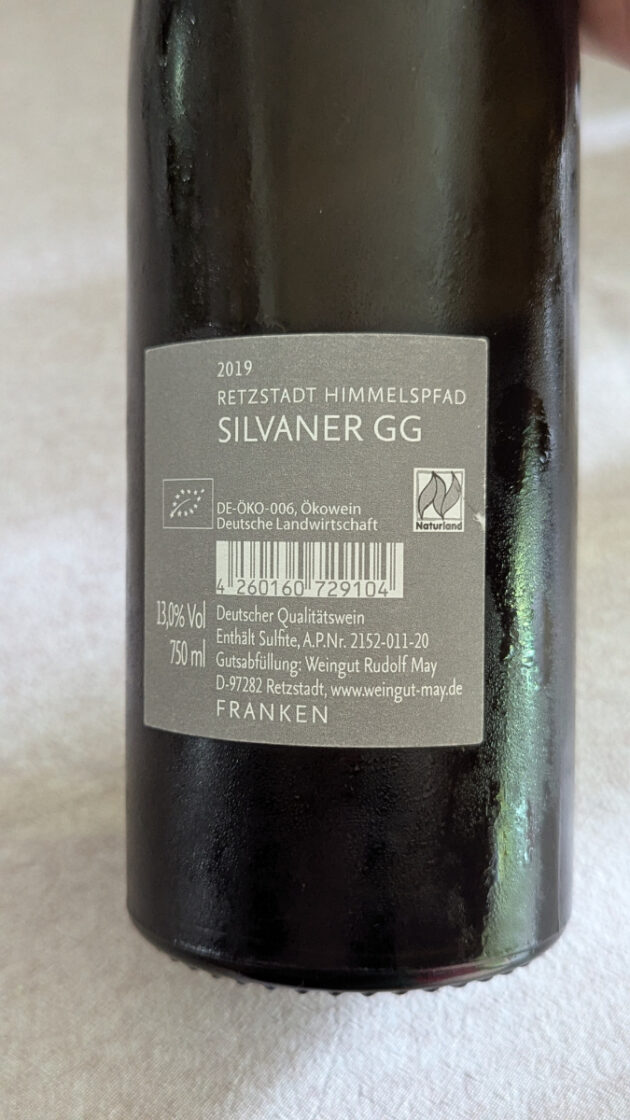 2019
RETZSTADT HIMMELSPFAD
SILVANER GG
DE-ÖKO-006, Ökowein
Deutsche Landwirtschaft
Naturland
4 260160 729104
13,0% Vol
750 ml
Deutscher Qualitätswein
Enthält Sulfite, A.P.Nr. 2152-011-20
Gutsabfüllung: Weingut Rudolf May
D-97282 Retzstadt, www.weingut-may.de
FRANKEN